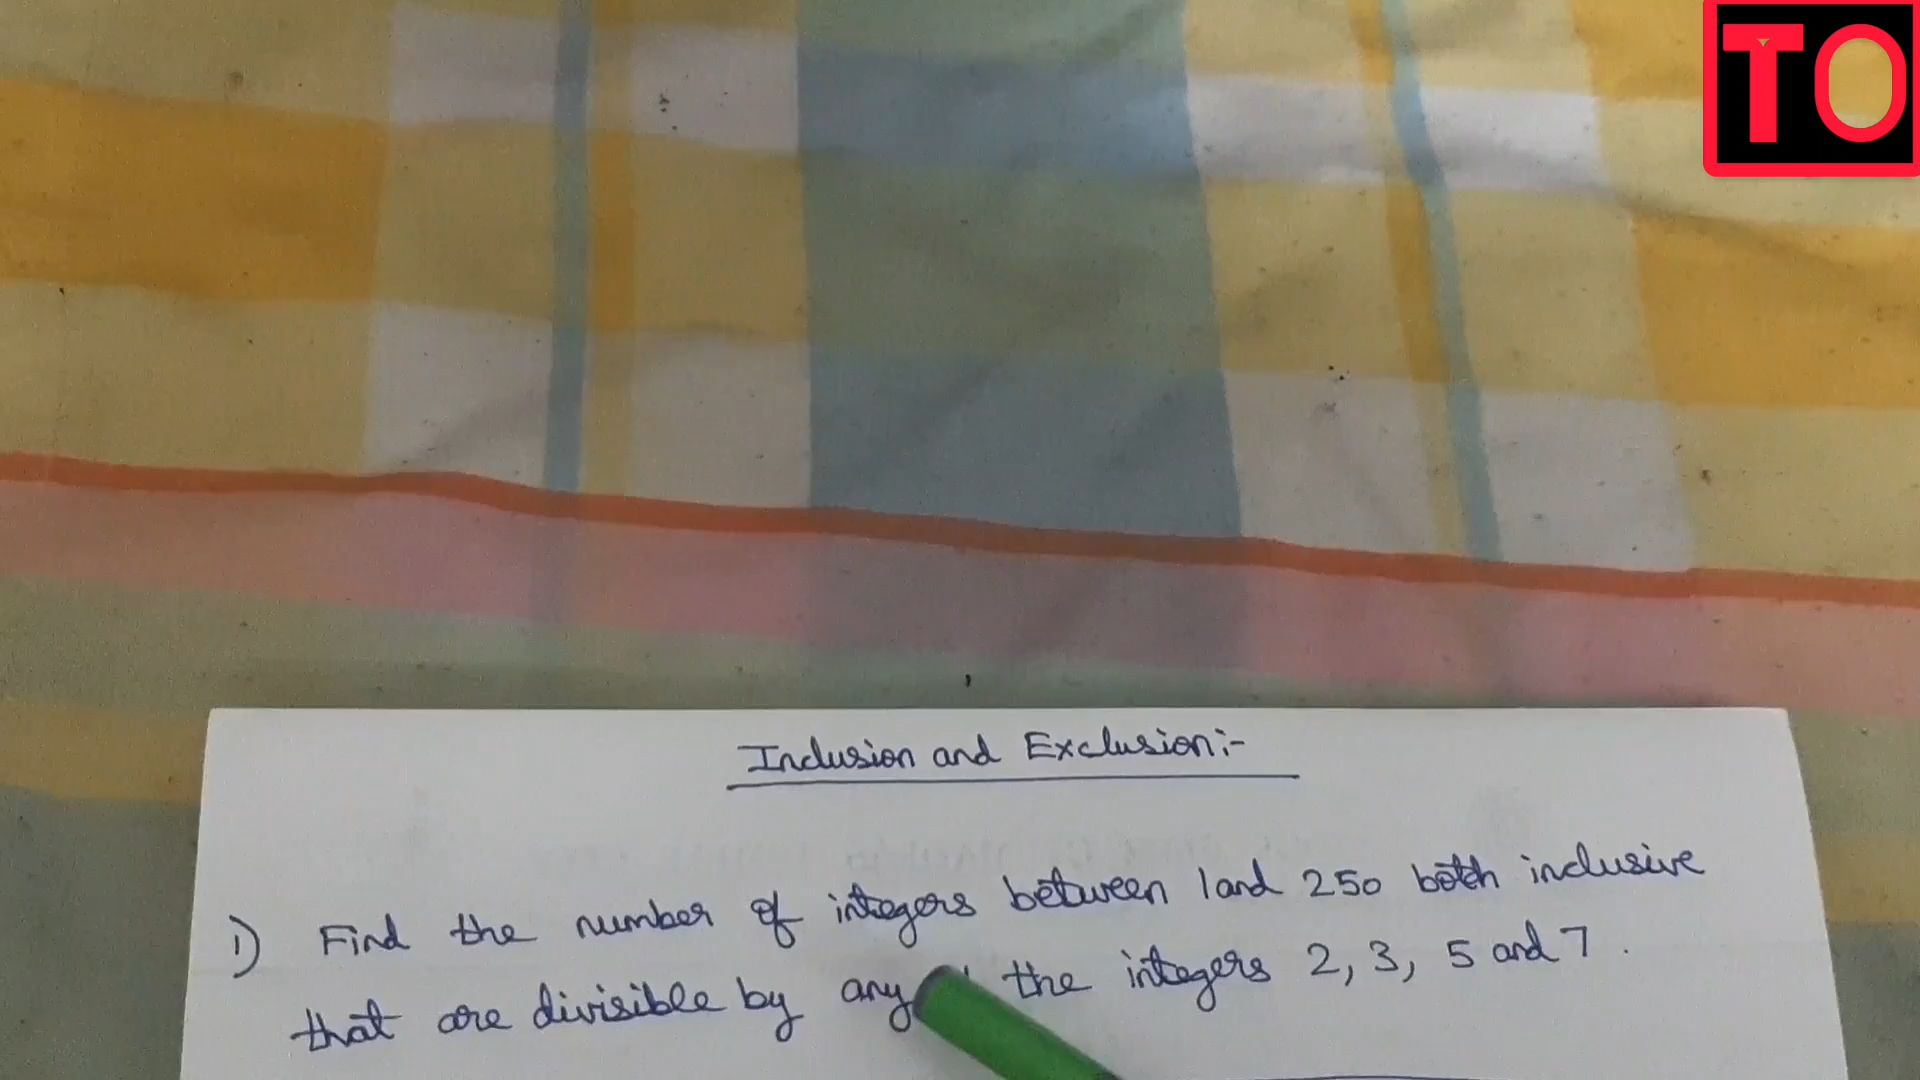 TO
Inclusion and Exclusion:-
1) Find the number of integers between 1 and 250 both inclusive
that are divisible by any the integers 2, 3, 5 and 7.